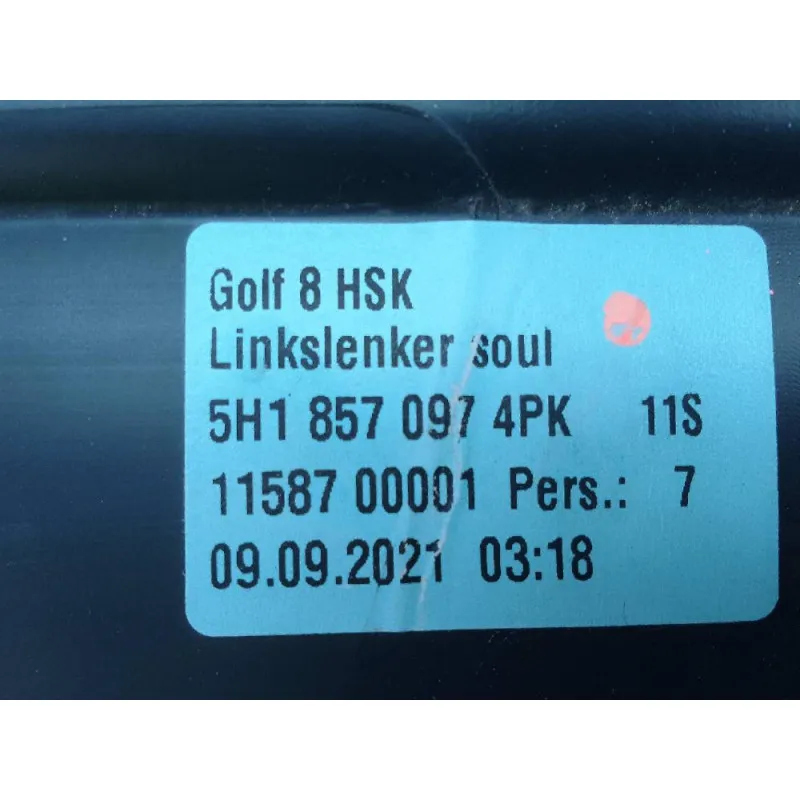 Golf 8 HSK
Linkslenker soul
5H1 857 097 4PK 11S
11587 00001 Pers.: 7
09.09.2021 03:18